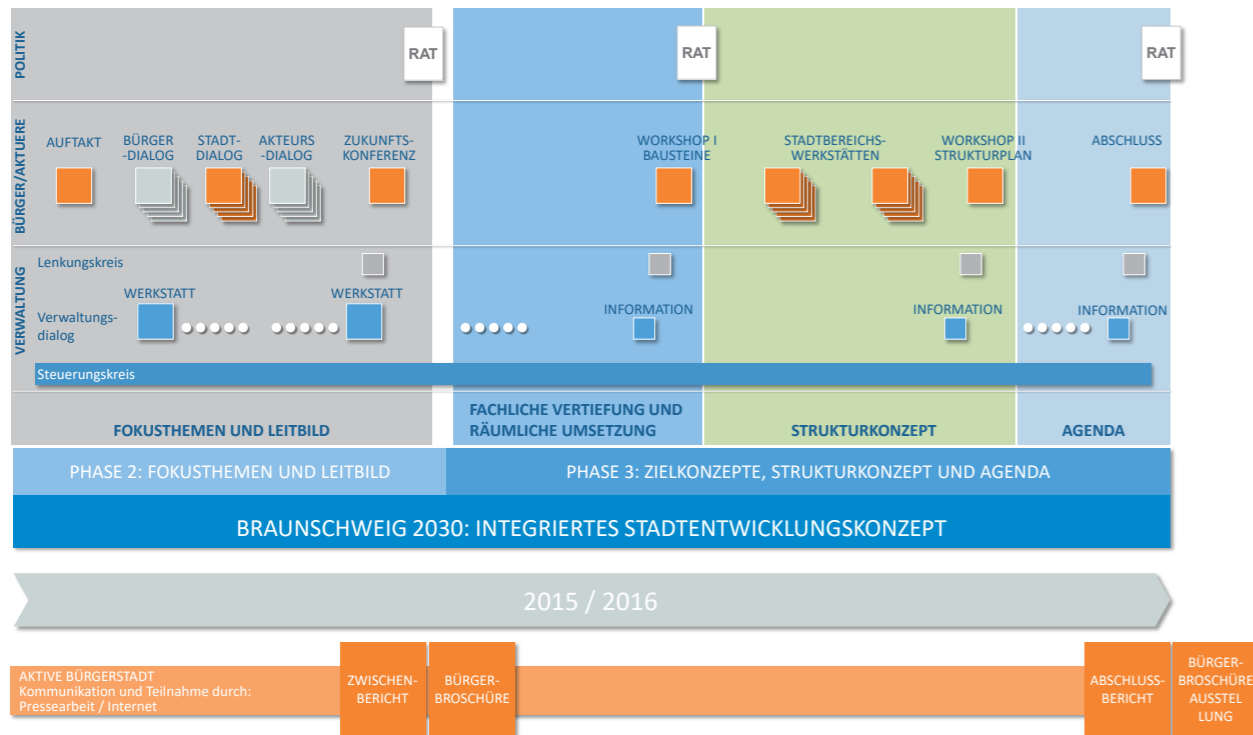 POLITIK
RAT
RAT
RAT
BÜRGER/AKTUERE
AUFTAKT
BÜRGER
-DIALOG
STADT-
DIALOG
AKTEURS
-DIALOG
ZUKUNFTS-
KONFERENZ
WORKSHOP I
BAUSTEINE
STADTBEREICHS-
WERKSTÄTTEN
WORKSHOP II
STRUKTURPLAN
ABSCHLUSS
VERWALTUNG
Lenkungskreis
WERKSTATT
WERKSTATT
Verwaltungs-
dialog
INFORMATION
INFORMATION
INFORMATION
Steuerungskreis
FOKUSTHEMEN UND LEITBILD
FACHLICHE VERTIEFUNG UND
RÄUMLICHE UMSETZUNG
STRUKTURKONZEPT
AGENDA
PHASE 2: FOKUSTHEMEN UND LEITBILD
PHASE 3: ZIELKONZEPTE, STRUKTURKONZEPT UND AGENDA
BRAUNSCHWEIG 2030: INTEGRIERTES STADTENTWICKLUNGSKONZEPT
2015 / 2016
AKTIVE BÜRGERSTADT
Kommunikation und Teilnahme durch:
Pressearbeit / Internet
ZWISCHEN-
BERICHT
BÜRGER-
BROSCHÜRE
ABSCHLUSS-
BERICHT
BÜRGER-
BROSCHÜRE
AUSSTEL
LUNG